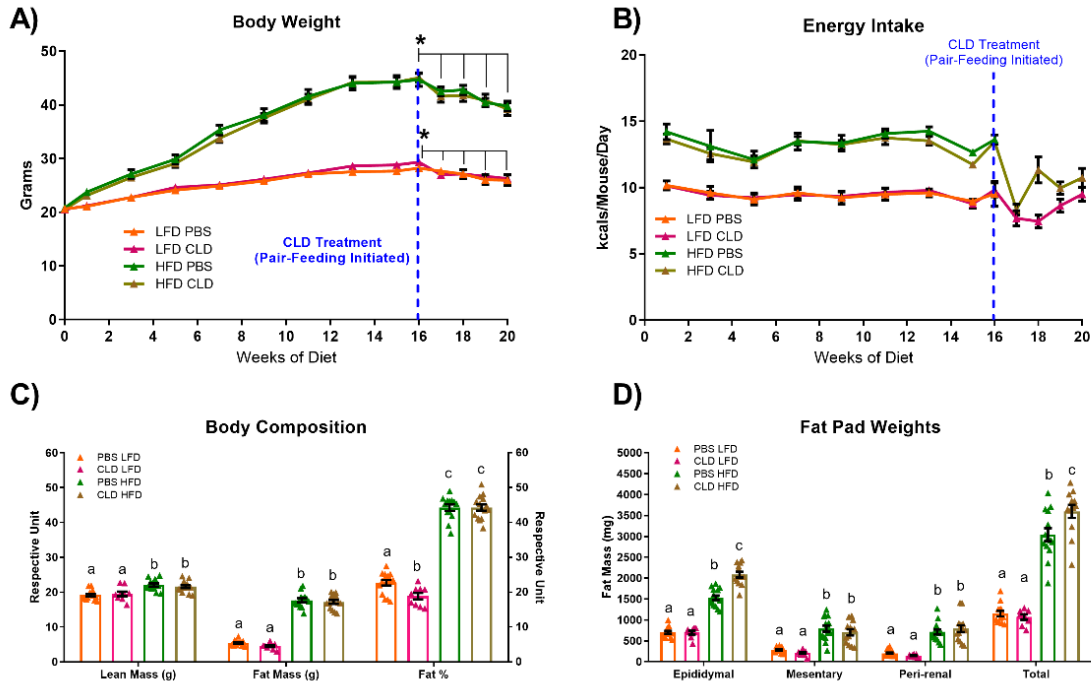 A)
Body Weight
*
*
50
40
30
20
10
0
Grams
LFD PBS
LFD CLD
HFD PBS
HFD CLD
CLD Treatment
(Pair-Feeding Initiated)
0 2 4 6 8 10 12 14 16 18 20
Weeks of Diet
B)
Energy Intake
CLD Treatment
(Pair-Feeding Initiated)
20
15
10
5
0
kcals/Mouse/Day
LFD PBS
LFD CLD
HFD PBS
HFD CLD
0 2 4 6 8 10 12 14 16 18 20
Weeks of Diet
C)
Body Composition
60
50
40
30
20
10
0
Respective Unit
PBS LFD
CLD LFD
PBS HFD
CLD HFD
a a b b
a a b b
a b c c
60
50
40
30
20
10
0
Respective Unit
Lean Mass (g) Fat Mass (g) Fat %
D)
Fat Pad Weights
5000
4500
4000
3500
3000
2500
2000
1500
1000
500
0
Fat Mass (mg)
PBS LFD
CLD LFD
PBS HFD
CLD HFD
a a b c
a a b b
a a b b
a a b c
Epididymal Mesentary Peri-renal Total